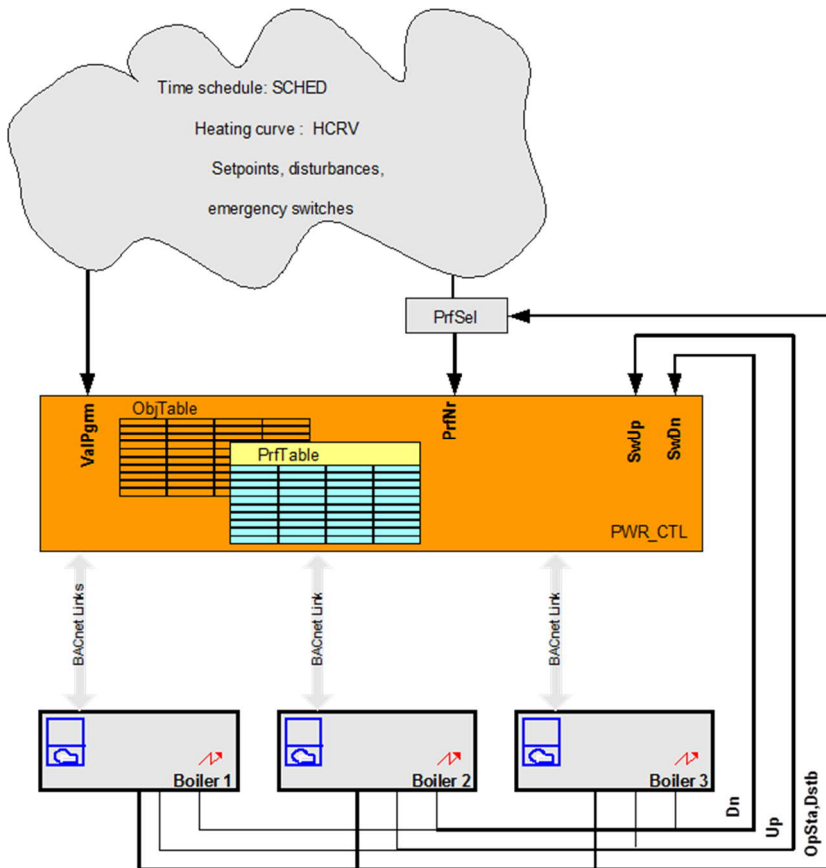 Time schedule: SCHED
Heating curve : HCRV
Setpoints, disturbances,
emergency switches
PrfSel
ValPgrm
ObjTable
PrfTable
PrfNr
SwUp
SwDn
PWR_CTL
BACnet Links
BACnet Link
BACnet Link
Boiler 1
Boiler 2
Boiler 3
Dn
Up
OpSta,Dstb